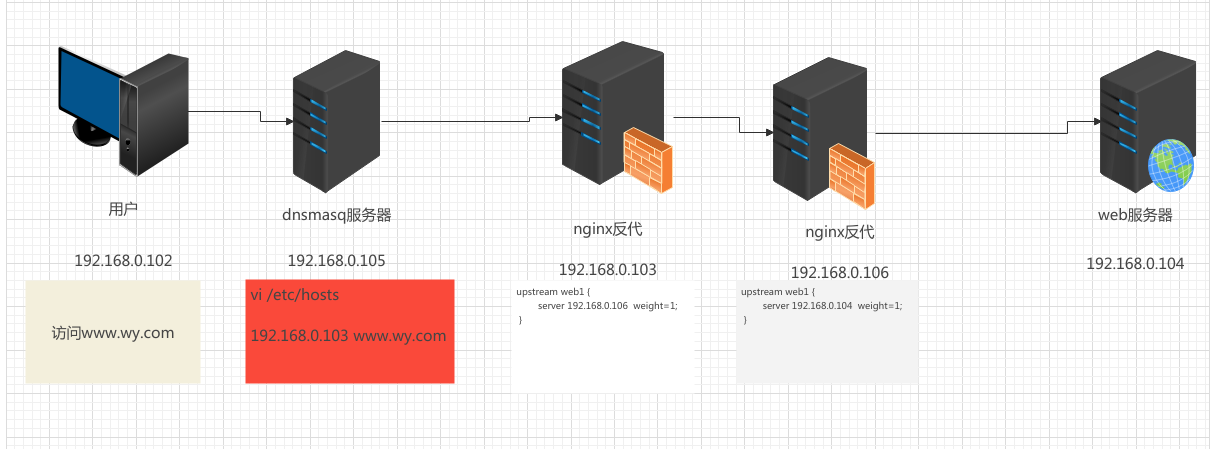 用户
dnsmasq服务器
nginx反代
nginx反代
web服务器
192.168.0.102
192.168.0.105
192.168.0.103
192.168.0.106
192.168.0.104
访问www.wy.com
vi /etc/hosts
192.168.0.103 www.wy.com
upstream web1 {
server 192.168.0.106 weight=1;
}
upstream web1 {
server 192.168.0.104 weight=1;
}